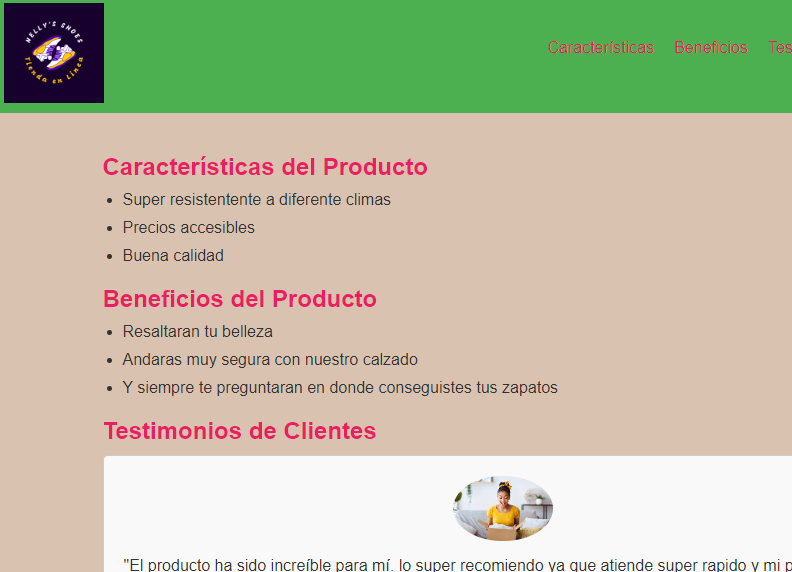 NELLY'S SHOES
Tienda en Linea
Características Beneficios Tes
Características del Producto
Super resistentente a diferente climas
Precios accesibles
Buena calidad
Beneficios del Producto
Resaltaran tu belleza
Andaras muy segura con nuestro calzado
Y siempre te preguntaran en donde conseguistes tus zapatos
Testimonios de Clientes
"El producto ha sido increíble para mí. lo super recomiendo ya que atiende super rapido y mi p